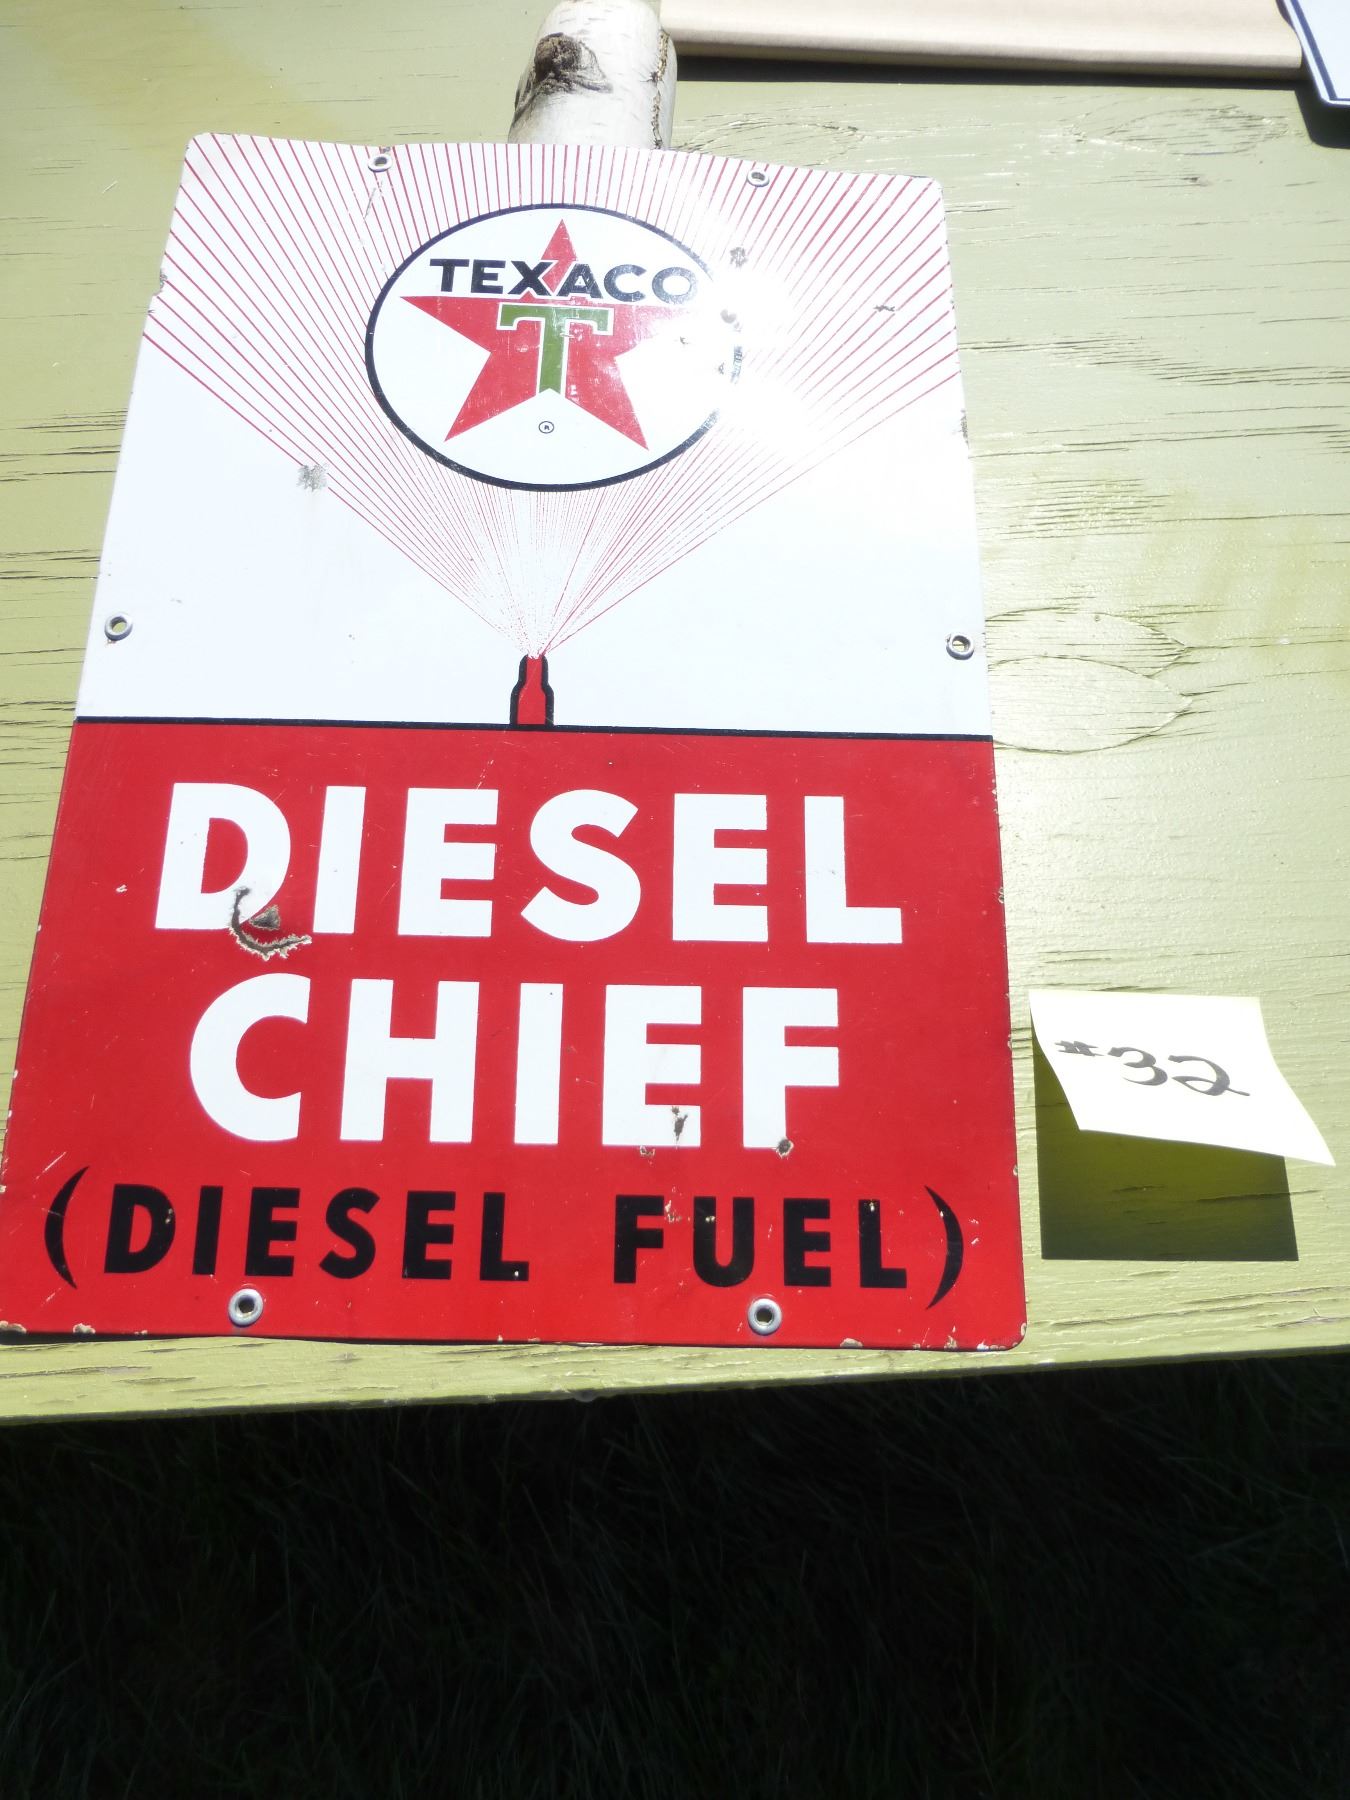 TEXACO
T
®
DIESEL
CHIEF
(DIESEL FUEL)
#32